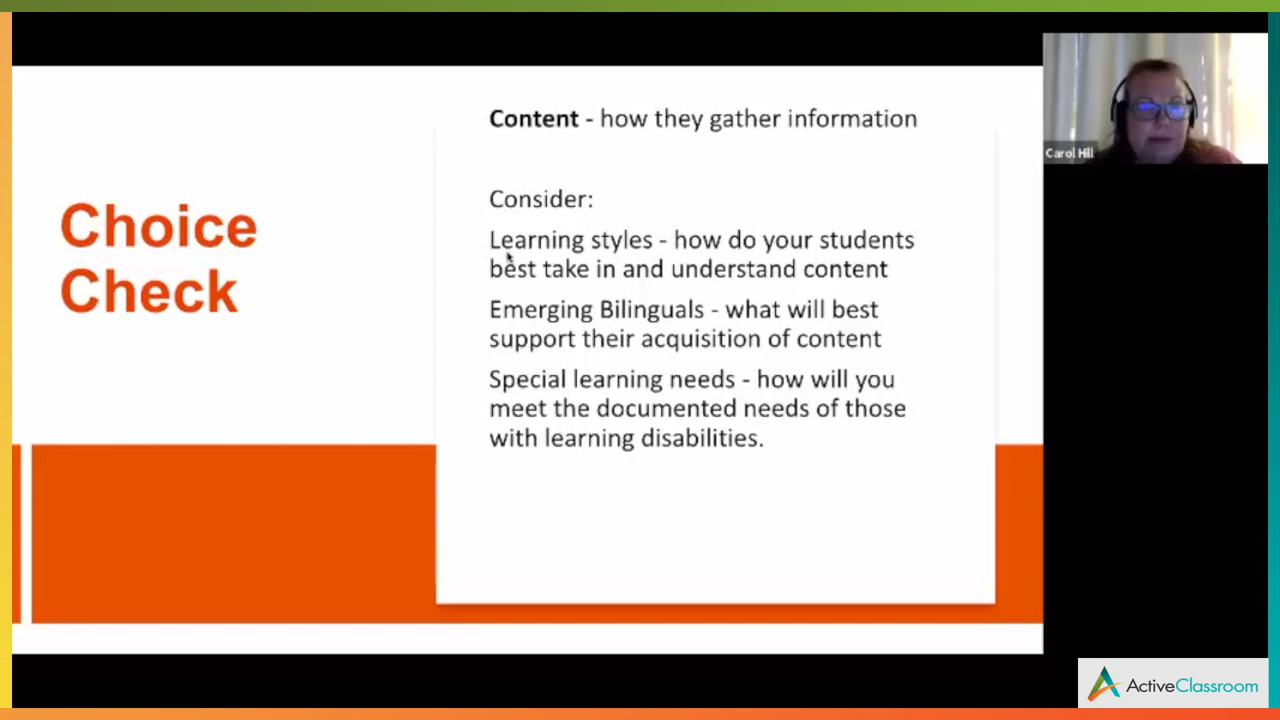 Choice
Check
Content - how they gather information
Consider:
Learning styles - how do your students
best take in and understand content
Emerging Bilinguals - what will best
support their acquisition of content
Special learning needs - how will you
meet the documented needs of those
with learning disabilities.
Carol Hill
ActiveClassroom